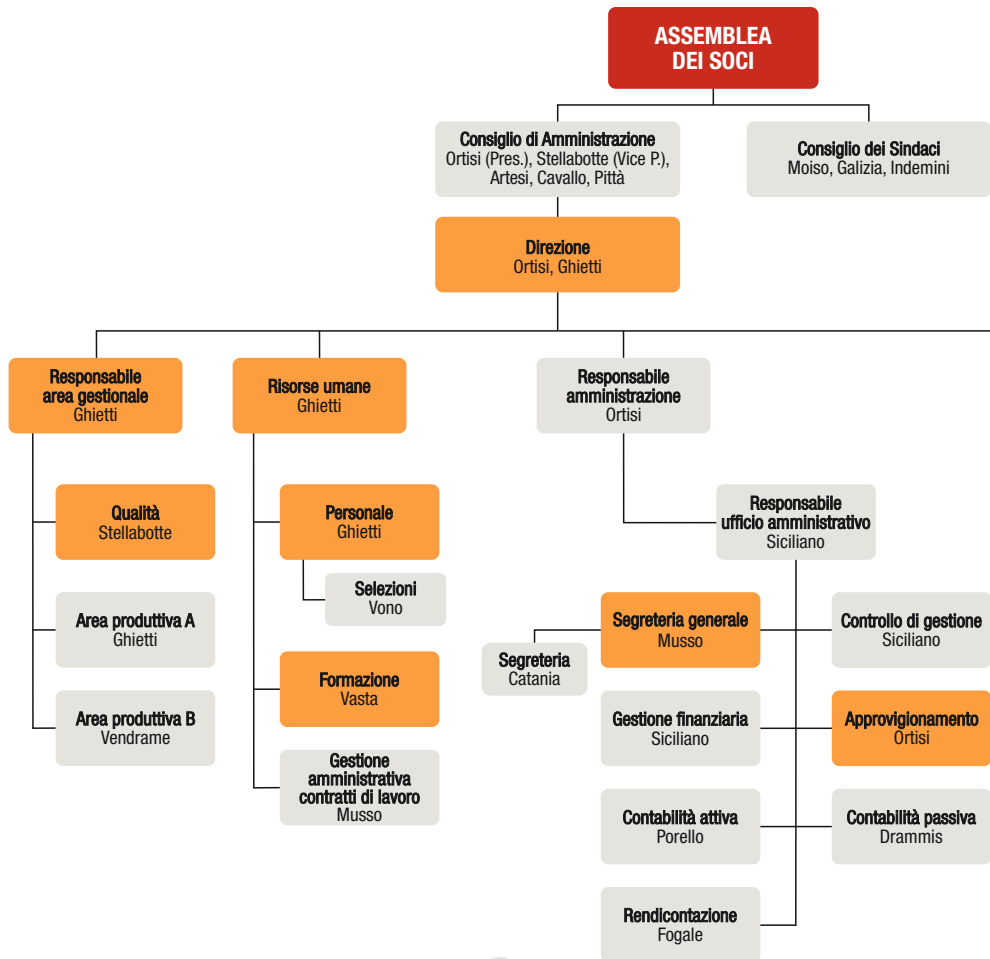 ASSEMBLEA
DEI SOCI
Consiglio di Amministrazione
Ortisi (Pres.), Stellabotte (Vice P.),
Artesi, Cavallo, Pittà
Consiglio dei Sindaci
Moiso, Galizia, Indemini
Direzione
Ortisi, Ghietti
Responsabile
area gestionale
Ghietti
Risorse umane
Ghietti
Responsabile
amministrazione
Ortisi
Qualità
Stellabotte
Area produttiva A
Ghietti
Area produttiva B
Vendrame
Personale
Ghietti
Selezioni
Vono
Formazione
Vasta
Gestione
amministrativa
contratti di lavoro
Musso
Responsabile
ufficio amministrativo
Siciliano
Segreteria generale
Musso
Segreteria
Catania
Controllo di gestione
Siciliano
Gestione finanziaria
Siciliano
Approvigionamento
Ortisi
Contabilità attiva
Porello
Contabilità passiva
Drammis
Rendicontazione
Fogale